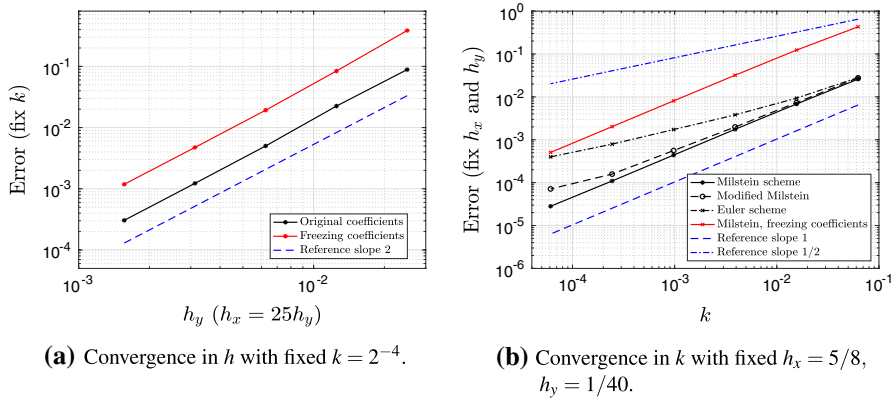 Error (fix k)
10^-1
10^-2
10^-3
10^-4
Original coefficients
Freezing coefficients
Reference slope 2
10^-3
10^-2
h_y (h_x = 25h_y)
(a) Convergence in h with fixed k = 2^-4.
Error (fix h_x and h_y)
10^0
10^-1
10^-2
10^-3
10^-4
10^-5
10^-6
Milstein scheme
Modified Milstein
Euler scheme
Milstein, freezing coefficients
Reference slope 1
Reference slope 1/2
10^-4
10^-3
10^-2
10^-1
k
(b) Convergence in k with fixed h_x = 5/8,
h_y = 1/40.